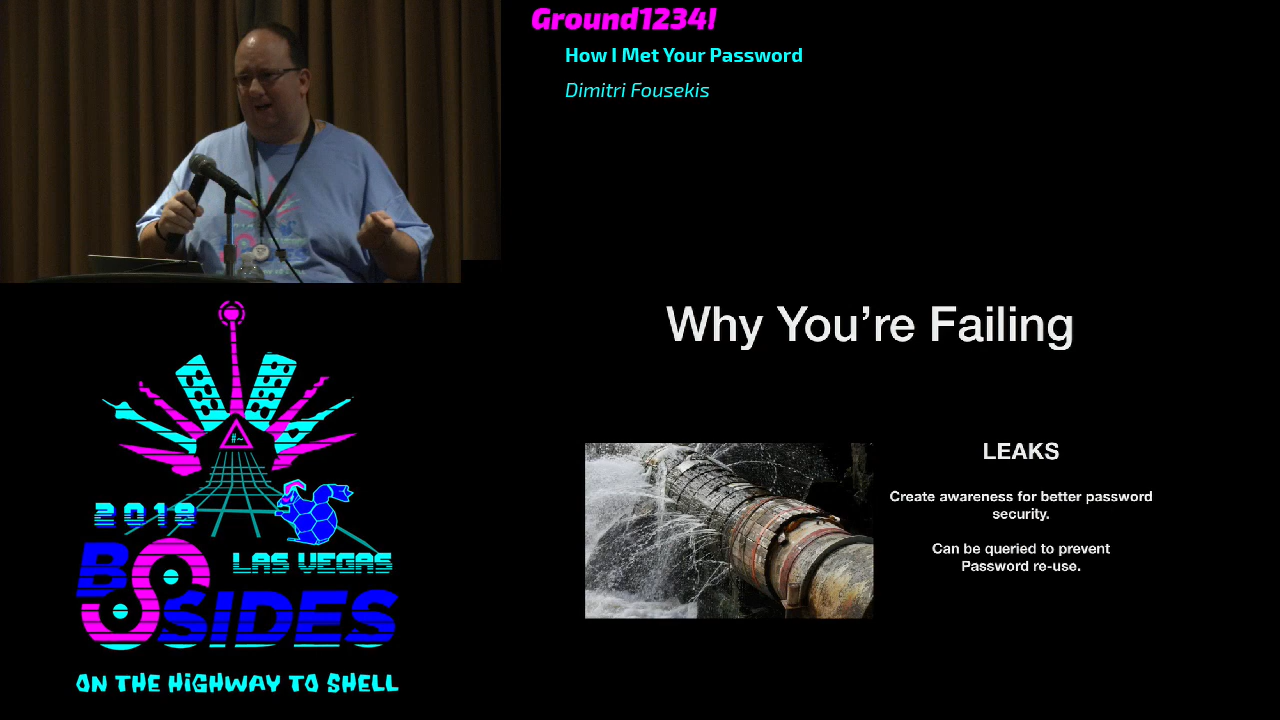 Ground1234!
How I Met Your Password
Dimitri Fousekis
Why You're Failing
LEAKS
Create awareness for better password
security.
Can be queried to prevent
Password re-use.
#~
2019
LAS VEGAS
BSIDES
ON THE HiGHWAY TO SHELL